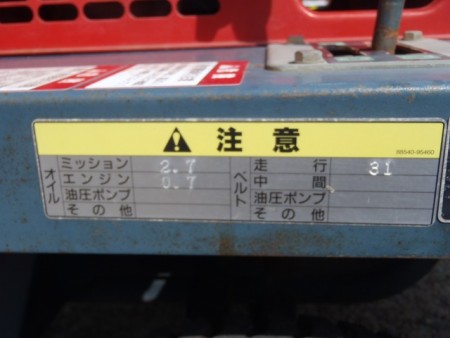 注意
66540-95460
オイル
ミッション 2.7
エンジン 0.7
油圧ポンプ
その他
ベルト
走行 31
中間
油圧ポンプ
その他